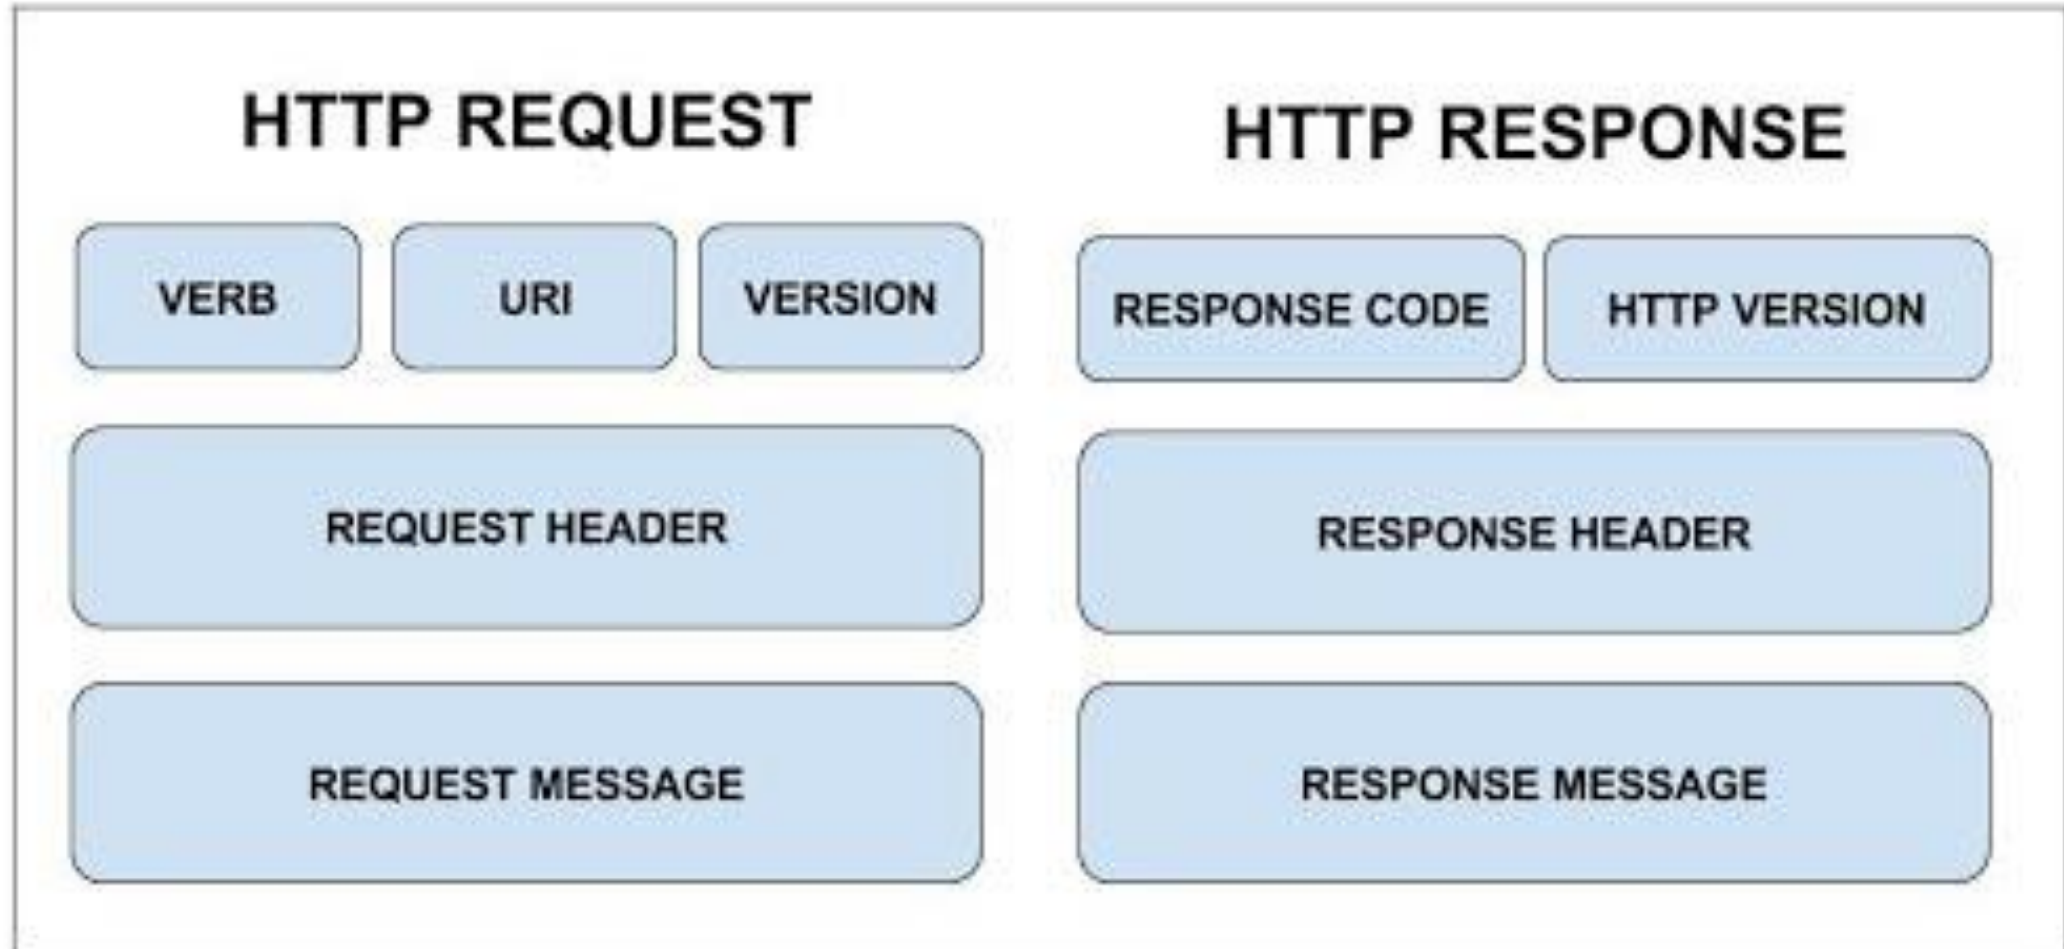 HTTP REQUEST
VERB
URI
VERSION
REQUEST HEADER
REQUEST MESSAGE
HTTP RESPONSE
RESPONSE CODE
HTTP VERSION
RESPONSE HEADER
RESPONSE MESSAGE